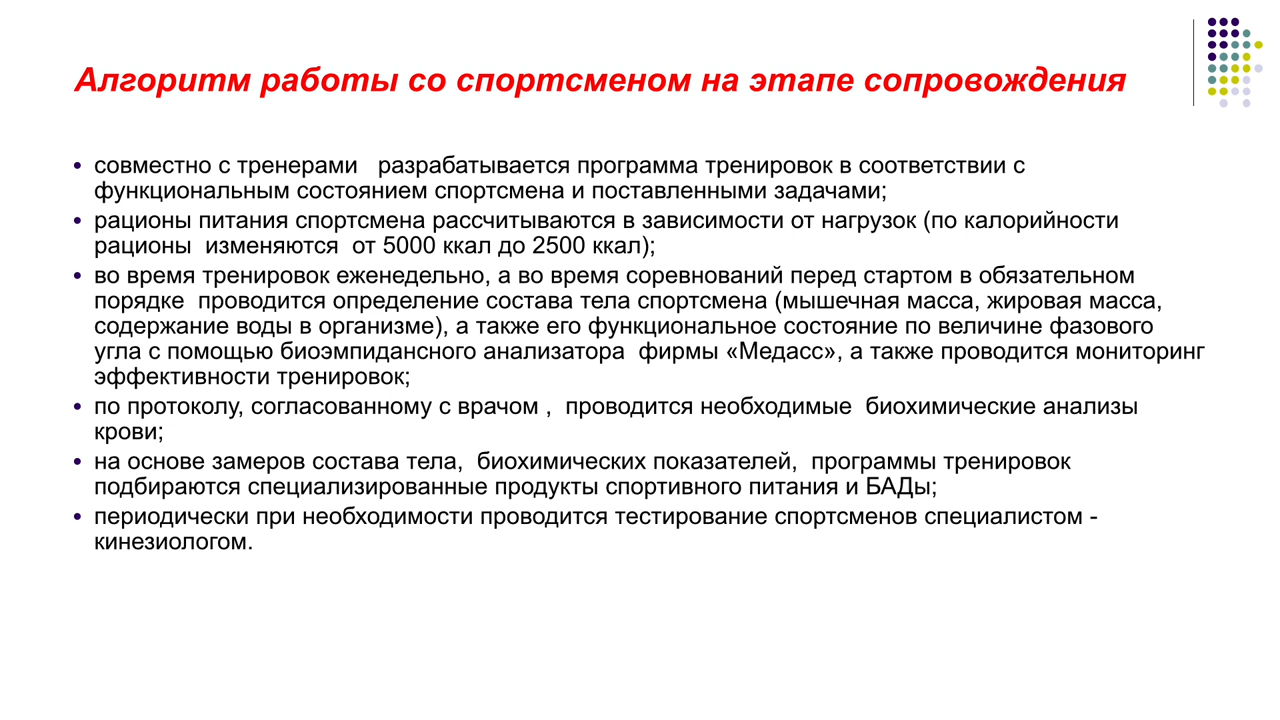 Алгоритм работы со спортсменом на этапе сопровождения
• совместно с тренерами   разрабатывается программа тренировок в соответствии с
функциональным состоянием спортсмена и поставленными задачами;
• рационы питания спортсмена рассчитываются в зависимости от нагрузок (по калорийности
рационы  изменяются  от 5000 ккал до 2500 ккал);
• во время тренировок еженедельно, а во время соревнований перед стартом в обязательном
порядке  проводится определение состава тела спортсмена (мышечная масса, жировая масса,
содержание воды в организме), а также его функциональное состояние по величине фазового
угла с помощью биоэмпидансного анализатора  фирмы «Медасс», а также проводится мониторинг
эффективности тренировок;
• по протоколу, согласованному с врачом ,  проводится необходимые  биохимические анализы
крови;
• на основе замеров состава тела,  биохимических показателей,  программы тренировок
подбираются специализированные продукты спортивного питания и БАДы;
• периодически при необходимости проводится тестирование спортсменов специалистом -
кинезиологом.